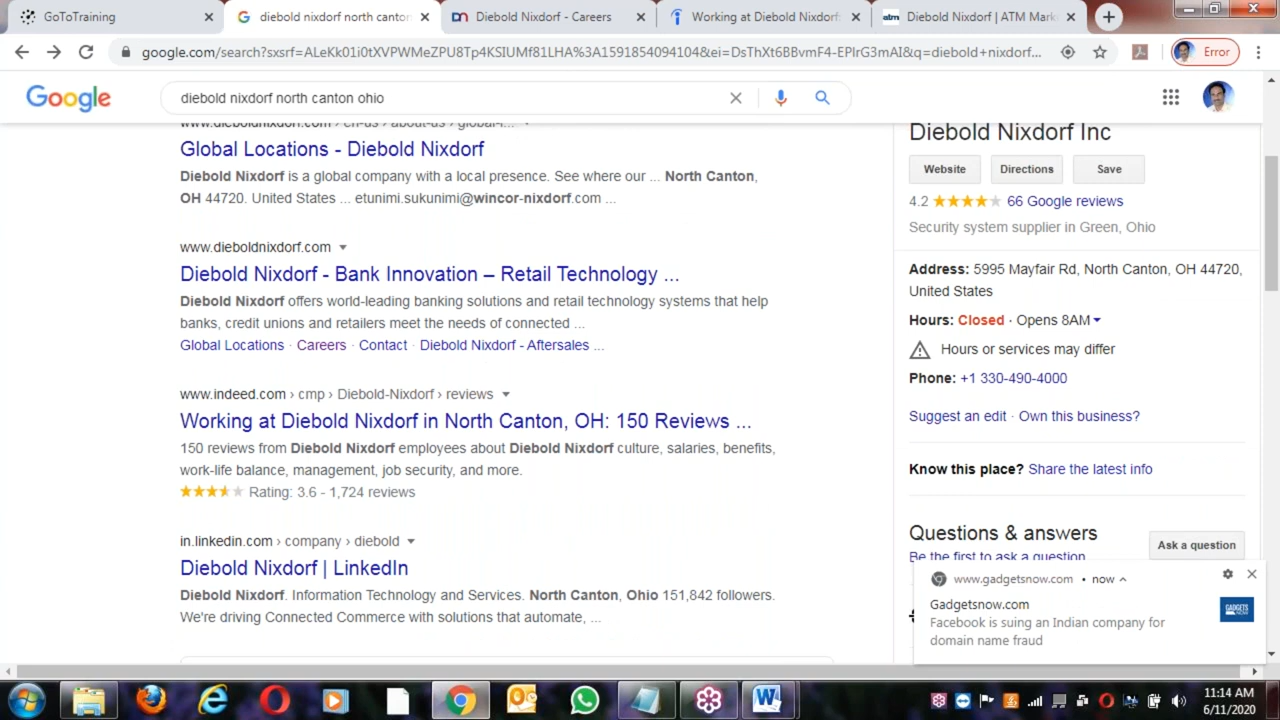 GoToTraining
diebold nixdorf north canton
Diebold Nixdorf - Careers
Working at Diebold Nixdorf
Diebold Nixdorf | ATM Mark
google.com/search?sxsrf=ALeKk01i0tXVPWMeZPU8Tp4KSIUMf81LHA%3A1591854094104&ei=DsThXt6BBvmF4-EPlrG3mAI&q=diebold+nixdorf...
Error
Google
diebold nixdorf north canton ohio
www.dieboldnixdorf.com › en-us › about-us › global-l...
Global Locations - Diebold Nixdorf
Diebold Nixdorf is a global company with a local presence. See where our ... North Canton,
OH 44720. United States ... etunimi.sukunimi@wincor-nixdorf.com ...
www.dieboldnixdorf.com
Diebold Nixdorf - Bank Innovation – Retail Technology ...
Diebold Nixdorf offers world-leading banking solutions and retail technology systems that help
banks, credit unions and retailers meet the needs of connected ...
Global Locations · Careers · Contact · Diebold Nixdorf - Aftersales ...
www.indeed.com › cmp › Diebold-Nixdorf › reviews
Working at Diebold Nixdorf in North Canton, OH: 150 Reviews ...
150 reviews from Diebold Nixdorf employees about Diebold Nixdorf culture, salaries, benefits,
work-life balance, management, job security, and more.
Rating: 3.6 - 1,724 reviews
in.linkedin.com › company › diebold
Diebold Nixdorf | LinkedIn
Diebold Nixdorf. Information Technology and Services. North Canton, Ohio 151,842 followers.
We're driving Connected Commerce with solutions that automate, ...
Diebold Nixdorf Inc
Website
Directions
Save
4.2 66 Google reviews
Security system supplier in Green, Ohio
Address: 5995 Mayfair Rd, North Canton, OH 44720,
United States
Hours: Closed · Opens 8AM
Hours or services may differ
Phone: +1 330-490-4000
Suggest an edit · Own this business?
Know this place? Share the latest info
Questions & answers
Ask a question
Be the first to ask a question
www.gadgetsnow.com • now
Gadgetsnow.com
Facebook is suing an Indian company for
domain name fraud
GADGETS NOW
11:14 AM
6/11/2020